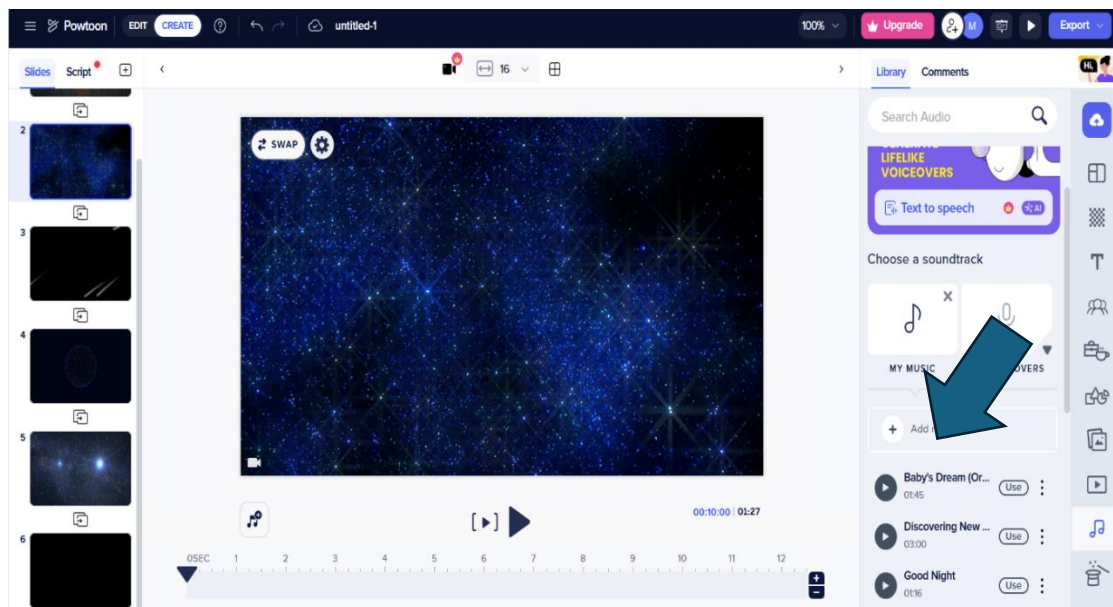 Powtoon EDIT CREATE ? untitled-1 100% Upgrade M Export
Slides Script 16 Library Comments Hi,
Search Audio
LIFELIKE
VOICEOVERS
Text to speech AI
Choose a soundtrack
MY MUSIC
Add
2
SWAP
3
4
5
6
Baby's Dream (Or...
01:45
Use
Discovering New ...
03:00
Use
Good Night
01:16
Use
00:10:00 | 01:27
0SEC 1 2 3 4 5 6 7 8 9 10 11 12